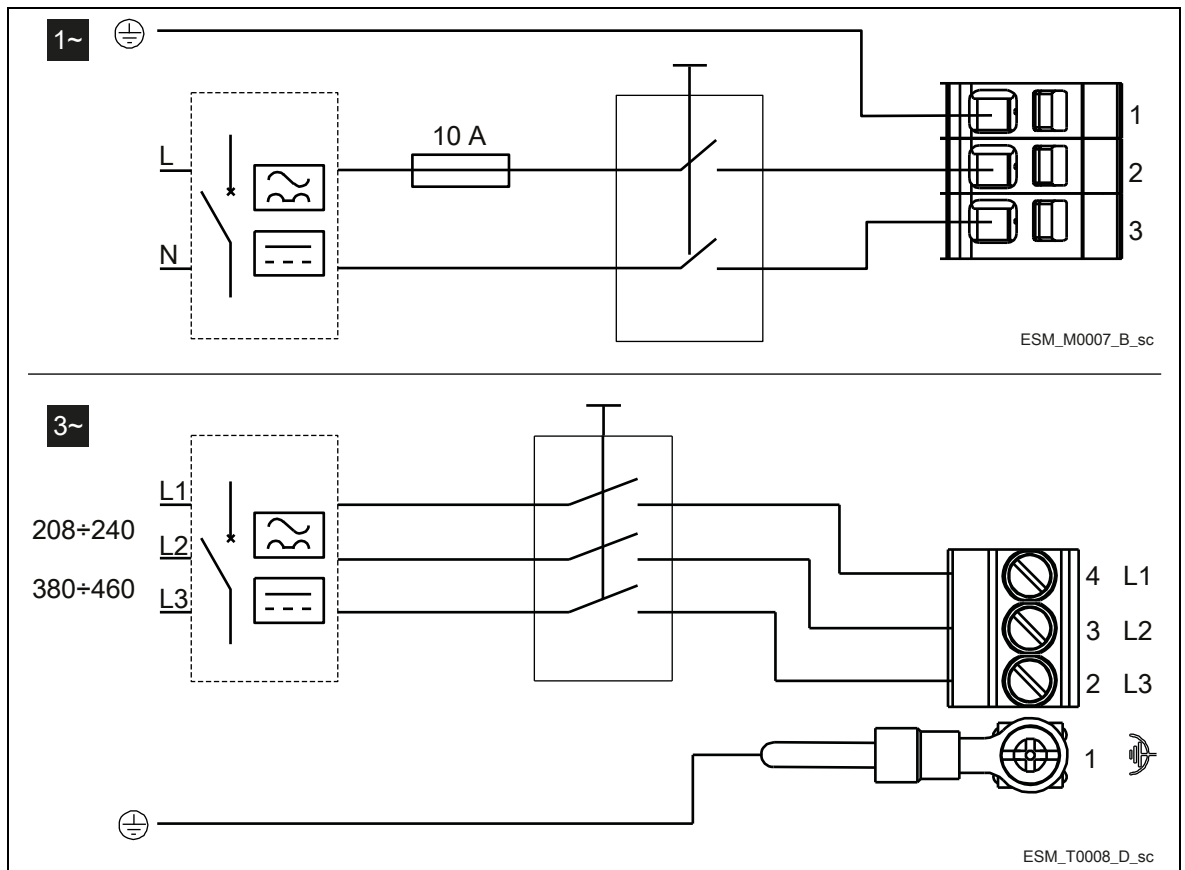 1~
10 A
L
N
1
2
3
ESM_M0007_B_sc
3~
L1
208÷240
L2
380÷460
L3
4 L1
3 L2
2 L3
1
ESM_T0008_D_sc